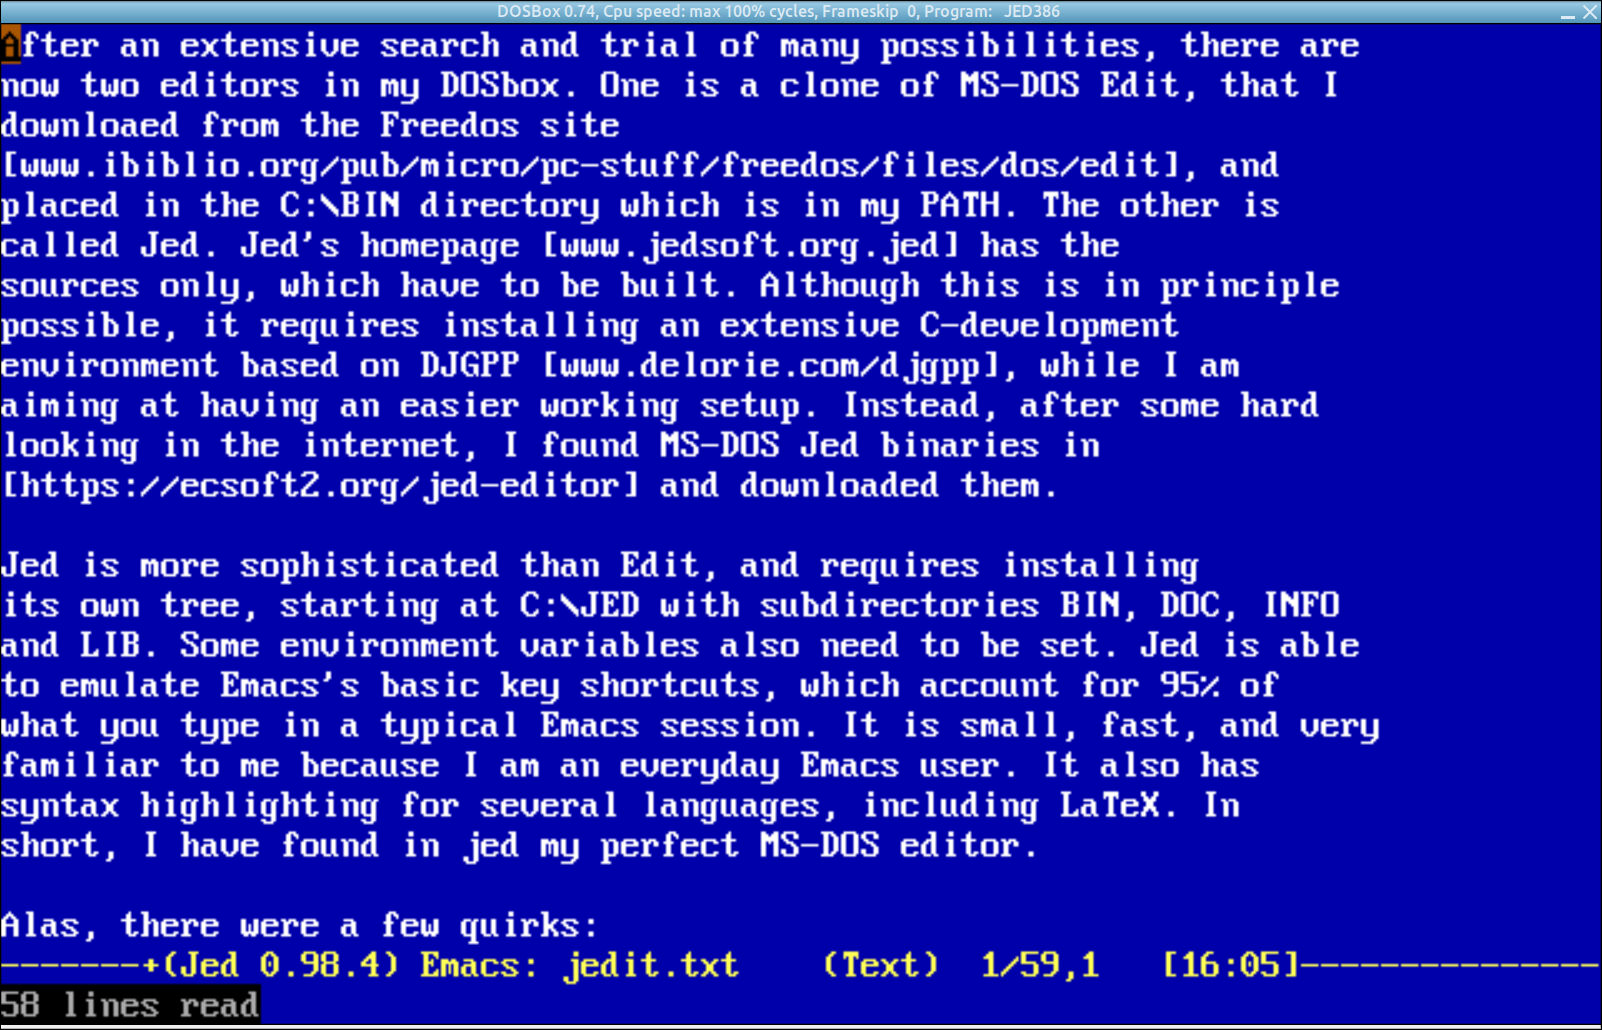 DOSBox 0.74, Cpu speed: max 100% cycles, Frameskip  0, Program:   JED386
After an extensive search and trial of many possibilities, there are
now two editors in my DOSbox. One is a clone of MS-DOS Edit, that I
downloaed from the Freedos site
[www.ibiblio.org/pub/micro/pc-stuff/freedos/files/dos/edit], and
placed in the C:\BIN directory which is in my PATH. The other is
called Jed. Jed's homepage [www.jedsoft.org.jed] has the
sources only, which have to be built. Although this is in principle
possible, it requires installing an extensive C-development
environment based on DJGPP [www.delorie.com/djgpp], while I am
aiming at having an easier working setup. Instead, after some hard
looking in the internet, I found MS-DOS Jed binaries in
[https://ecsoft2.org/jed-editor] and downloaded them.
Jed is more sophisticated than Edit, and requires installing
its own tree, starting at C:\JED with subdirectories BIN, DOC, INFO
and LIB. Some environment variables also need to be set. Jed is able
to emulate Emacs's basic key shortcuts, which account for 95% of
what you type in a typical Emacs session. It is small, fast, and very
familiar to me because I am an everyday Emacs user. It also has
syntax highlighting for several languages, including LaTeX. In
short, I have found in jed my perfect MS-DOS editor.
Alas, there were a few quirks:
-------+(Jed 0.98.4) Emacs: jedit.txt    (Text)  1/59,1   [16:05]---------------
58 lines read